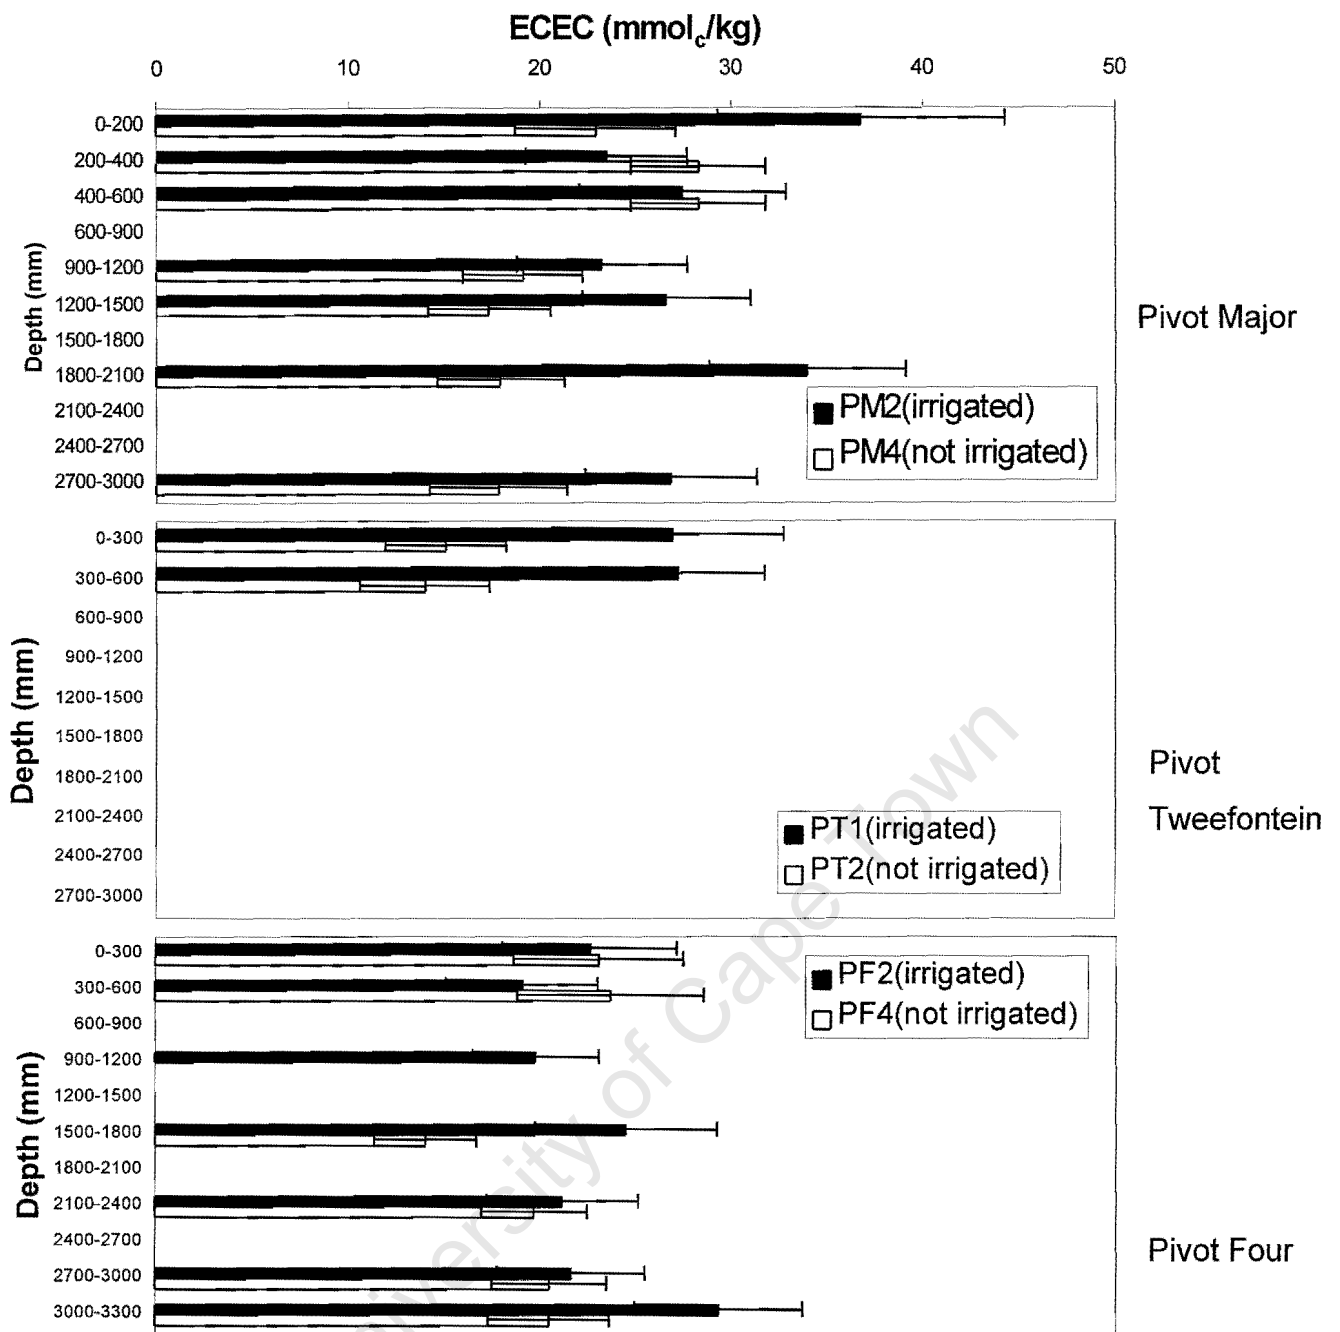 ECEC (mmolc/kg)
0 10 20 30 40 50
Depth (mm)
0-200
200-400
400-600
600-900
900-1200
1200-1500
1500-1800
1800-2100
2100-2400
2400-2700
2700-3000
PM2(irrigated)
PM4(not irrigated)
Pivot Major
Depth (mm)
0-300
300-600
600-900
900-1200
1200-1500
1500-1800
1800-2100
2100-2400
2400-2700
2700-3000
PT1(irrigated)
PT2(not irrigated)
Pivot
Tweefontein
Depth (mm)
0-300
300-600
600-900
900-1200
1200-1500
1500-1800
1800-2100
2100-2400
2400-2700
2700-3000
3000-3300
PF2(irrigated)
PF4(not irrigated)
Pivot Four
versity of Cape Town